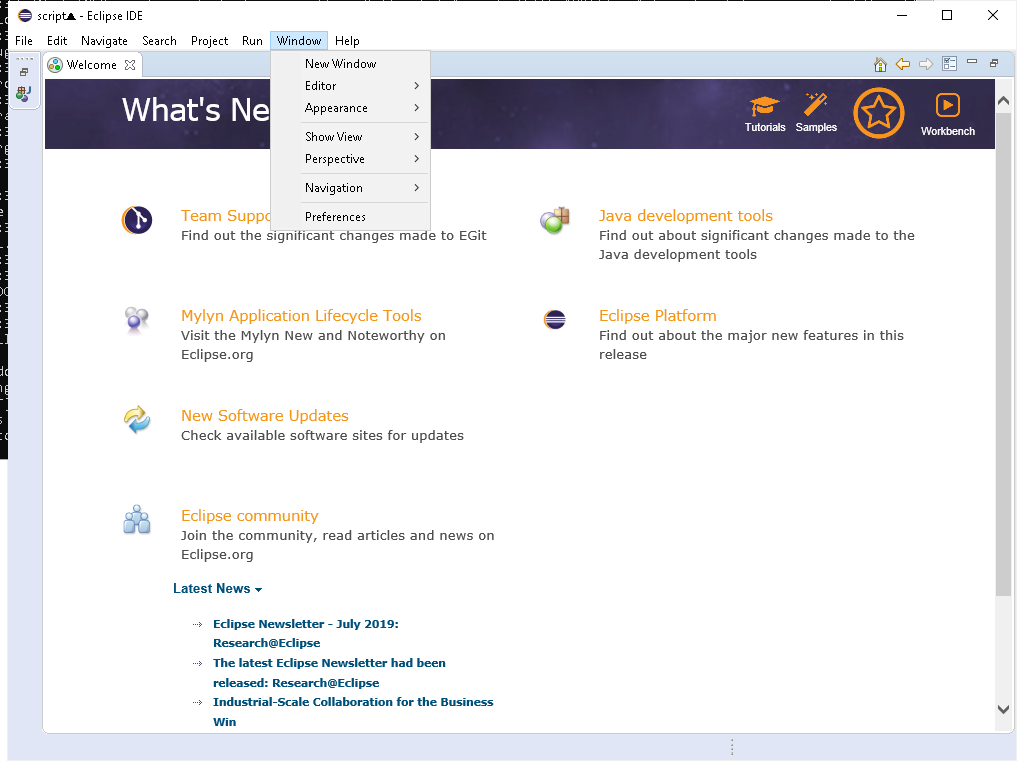 script▲ - Eclipse IDE
File Edit Navigate Search Project Run Window Help
Welcome
New Window
Editor
Appearance
Show View
Perspective
Navigation
Preferences
What's Ne
Tutorials Samples Workbench
Team Suppo
Find out the significant changes made to EGit
Java development tools
Find out about significant changes made to the
Java development tools
Mylyn Application Lifecycle Tools
Visit the Mylyn New and Noteworthy on
Eclipse.org
Eclipse Platform
Find out about the major new features in this
release
New Software Updates
Check available software sites for updates
Eclipse community
Join the community, read articles and news on
Eclipse.org
Latest News
Eclipse Newsletter - July 2019:
Research@Eclipse
The latest Eclipse Newsletter had been
released: Research@Eclipse
Industrial-Scale Collaboration for the Business
Win